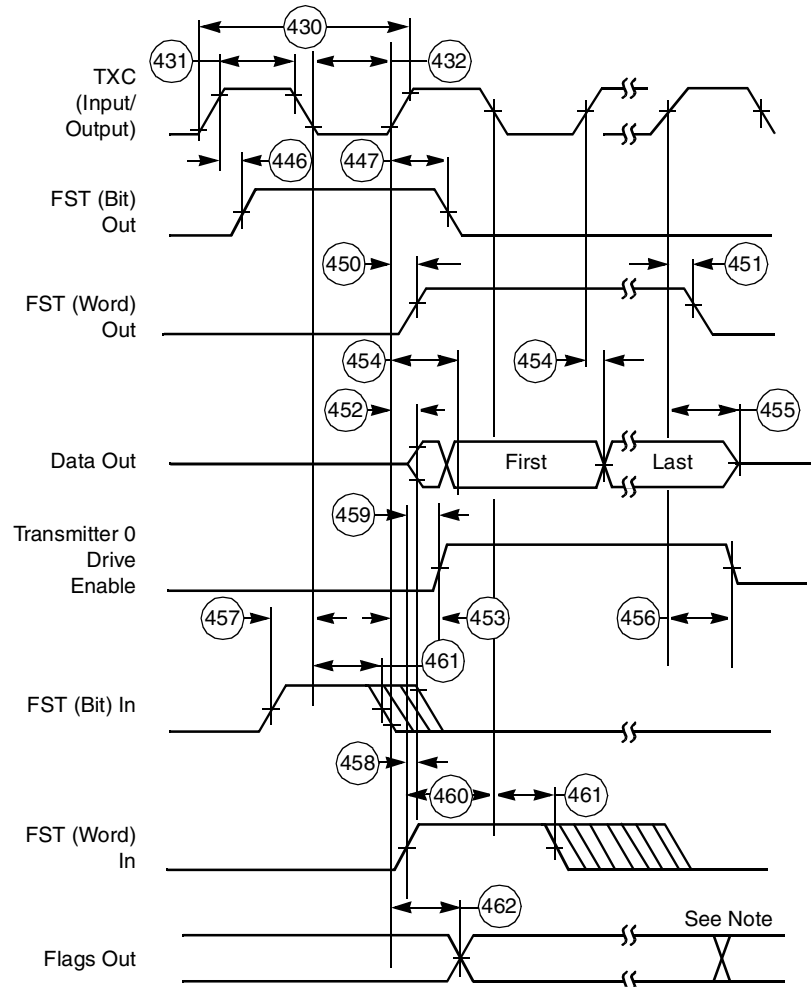 430
431
432
TXC
(Input/
Output)
446
447
FST (Bit)
Out
450
451
FST (Word)
Out
454
454
452
455
Data Out
First
Last
459
Transmitter 0
Drive
Enable
457
453
456
461
FST (Bit) In
458
460
461
FST (Word)
In
462
See Note
Flags Out